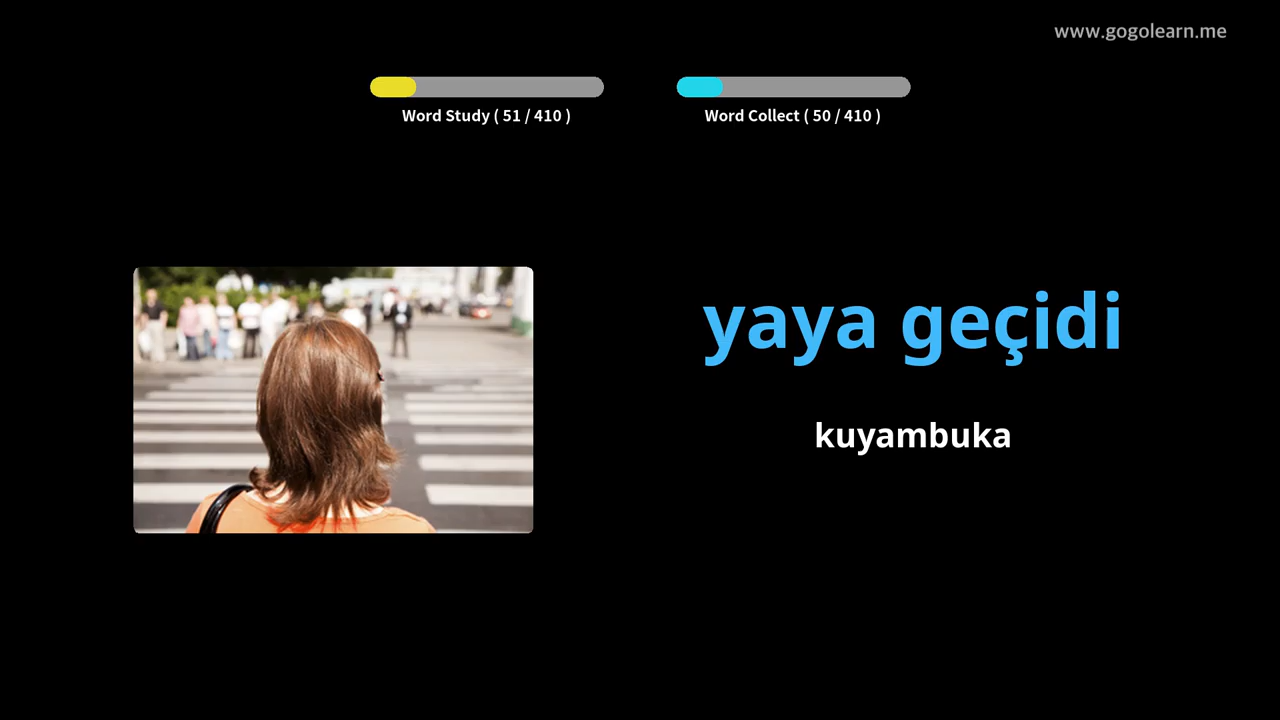 www.gogolearn.me
Word Study ( 51 / 410 )
Word Collect ( 50 / 410 )
yaya geçidi
kuyambuka